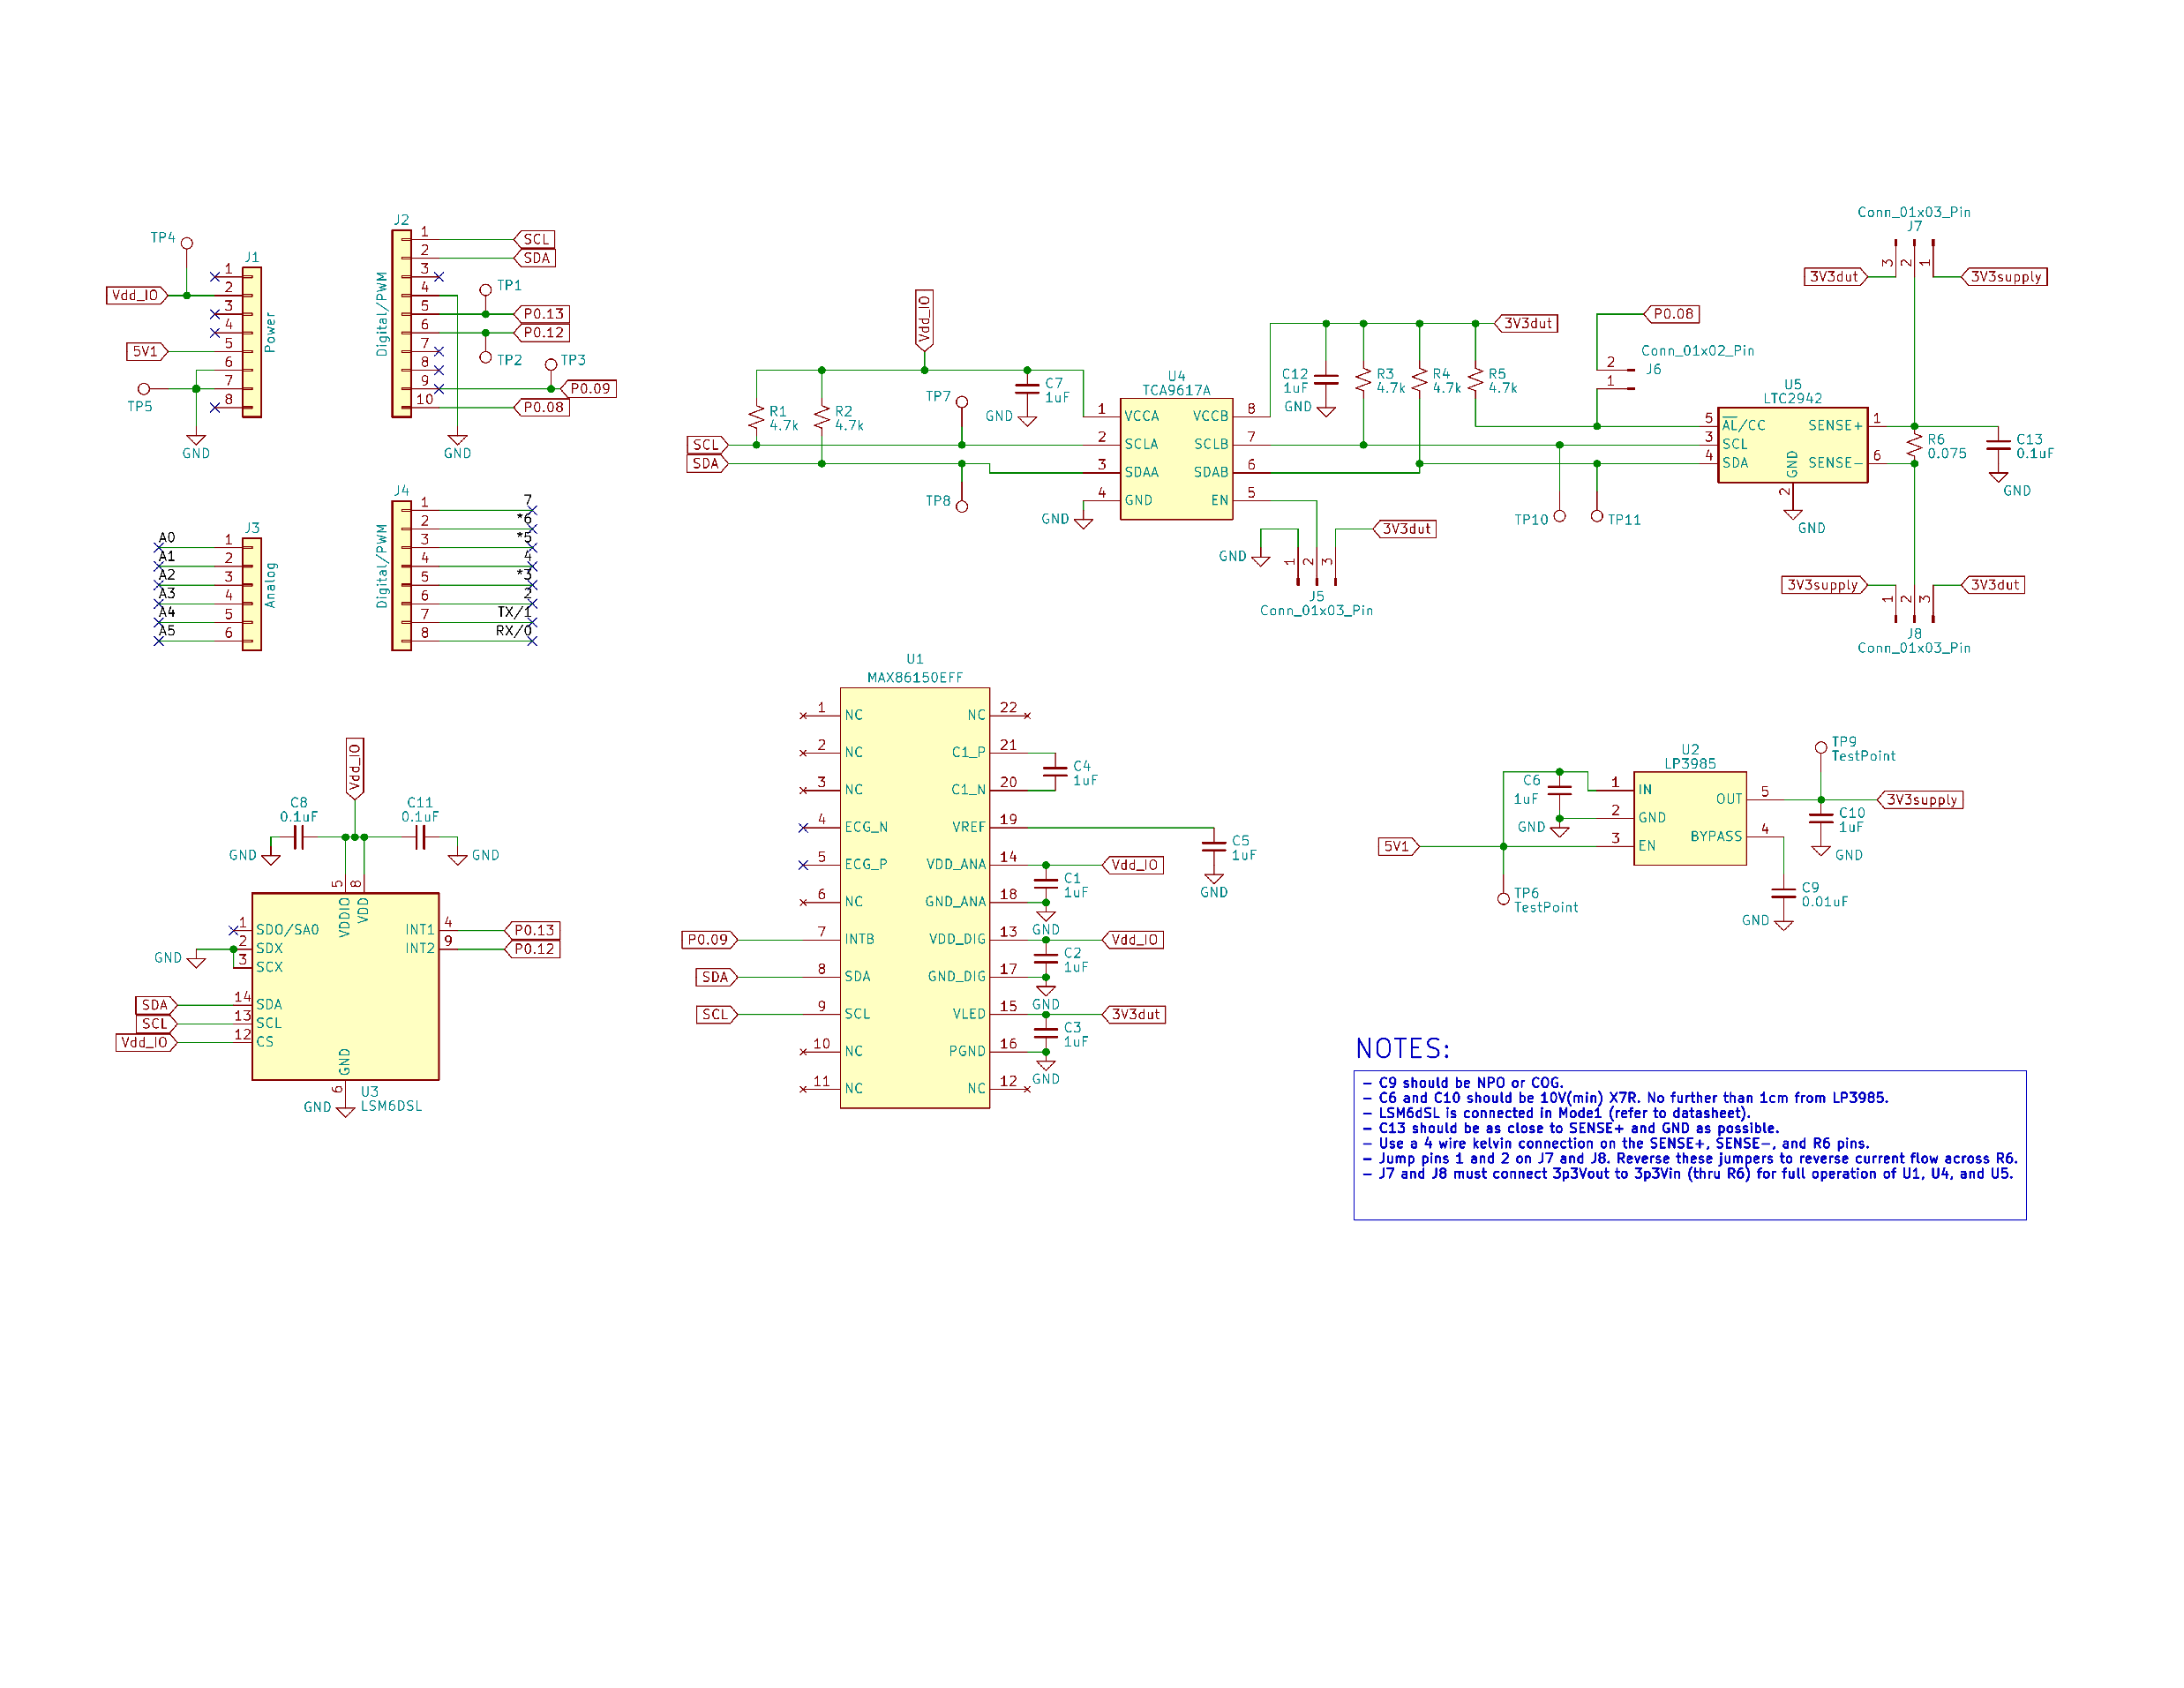 J1
TP4
1
2
3
4
5
6
7
8
Vdd_IO
5V1
TP5
GND
Power
J2
Digital/PWM
1
2
3
4
5
6
7
8
9
10
SCL
SDA
TP1
P0.13
P0.12
TP2
TP3
P0.09
P0.08
GND
J3
A0
A1
A2
A3
A4
A5
1
2
3
4
5
6
Analog
J4
Digital/PWM
1
2
3
4
5
6
7
8
7
*6
*5
4
*3
2
TX/1
RX/0
Vdd_IO
R1
4.7k
R2
4.7k
TP7
C7
1uF
GND
SCL
SDA
TP8
U4
TCA9617A
1 VCCA
2 SCLA
3 SDAA
4 GND
VCCB 8
SCLB 7
SDAB 6
EN 5
GND
C12
1uF
GND
R3
4.7k
R4
4.7k
R5
4.7k
3V3dut
GND
3V3dut
1
2
3
J5
Conn_01x03_Pin
P0.08
Conn_01x02_Pin
2
1
J6
TP10
TP11
U5
LTC2942
5 AL/CC
3 SCL
4 SDA
SENSE+ 1
SENSE- 6
GND
2
GND
Conn_01x03_Pin
J7
3
2
1
3V3dut
3V3supply
R6
0.075
C13
0.1uF
GND
3V3supply
3V3dut
1
2
3
J8
Conn_01x03_Pin
Vdd_IO
C8
0.1uF
C11
0.1uF
GND
GND
5
8
VDDIO
VDD
1 SDO/SA0
2 SDX
3 SCX
14 SDA
13 SCL
12 CS
INT1 4
INT2 9
P0.13
P0.12
GND
SDA
SCL
Vdd_IO
GND
6
GND
U3
LSM6DSL
U1
MAX86150EFF
1 NC
2 NC
3 NC
4 ECG_N
5 ECG_P
6 NC
7 INTB
8 SDA
9 SCL
10 NC
11 NC
P0.09
SDA
SCL
NC 22
C1_P 21
C1_N 20
VREF 19
VDD_ANA 14
GND_ANA 18
VDD_DIG 13
GND_DIG 17
VLED 15
PGND 16
NC 12
C4
1uF
C5
1uF
GND
Vdd_IO
C1
1uF
GND
Vdd_IO
C2
1uF
GND
3V3dut
C3
1uF
GND
U2
LP3985
1 IN
2 GND
3 EN
OUT 5
BYPASS 4
C6
1uF
GND
5V1
TP6
TestPoint
TP9
TestPoint
3V3supply
C10
1uF
GND
C9
0.01uF
GND
NOTES:
- C9 should be NPO or COG.
- C6 and C10 should be 10V(min) X7R. No further than 1cm from LP3985.
- LSM6dSL is connected in Mode1 (refer to datasheet).
- C13 should be as close to SENSE+ and GND as possible.
- Use a 4 wire kelvin connection on the SENSE+, SENSE-, and R6 pins.
- Jump pins 1 and 2 on J7 and J8. Reverse these jumpers to reverse current flow across R6.
- J7 and J8 must connect 3p3Vout to 3p3Vin (thru R6) for full operation of U1, U4, and U5.